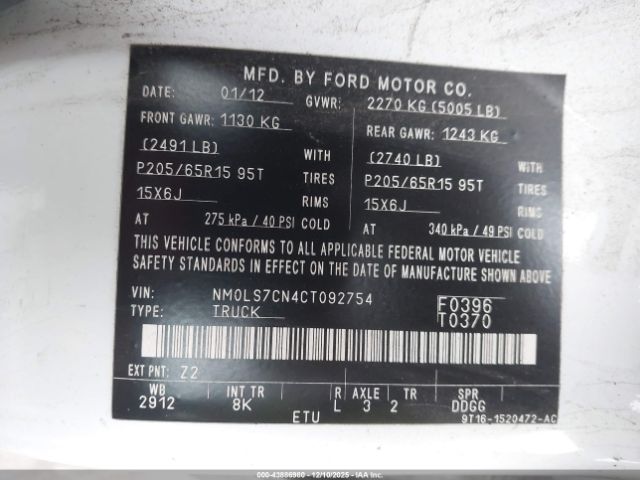 MFD. BY FORD MOTOR CO.
DATE: 01/12 GVWR: 2270 KG (5005 LB)
FRONT GAWR: 1130 KG REAR GAWR: 1243 KG
(2491 LB) WITH (2740 LB) WITH
P205/65R15 95T TIRES P205/65R15 95T TIRES
15X6J RIMS 15X6J RIMS
AT 275 kPa / 40 PSI COLD AT 340 kPa / 49 PSI COLD
THIS VEHICLE CONFORMS TO ALL APPLICABLE FEDERAL MOTOR VEHICLE
SAFETY STANDARDS IN EFFECT ON THE DATE OF MANUFACTURE SHOWN ABOVE
VIN: NM0LS7CN4CT092754 F0396
TYPE: TRUCK T0370
EXT PNT: Z2
WB INT TR R AXLE TR SPR
2912 8K L 3 2 DDGG
ETU 9T16-1520472-AC
000-43886980 - 12/10/2025 - IAAI.COM